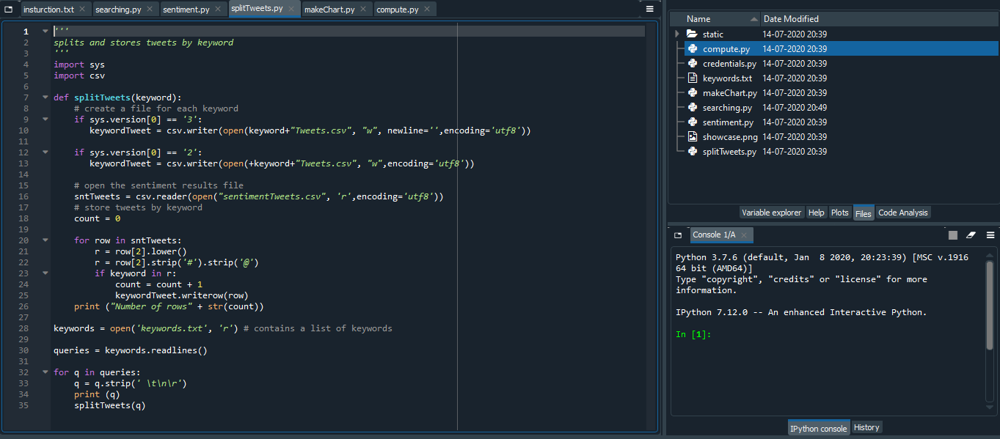 insturction.txt searching.py sentiment.py splitTweets.py makeChart.py compute.py
1 '''
2 splits and stores tweets by keyword
3 '''
4 import sys
5 import csv
6
7 def splitTweets(keyword):
8 # create a file for each keyword
9 if sys.version[0] == '3':
10 keywordTweet = csv.writer(open(keyword+"Tweets.csv", "w", newline='',encoding='utf8'))
11
12 if sys.version[0] == '2':
13 keywordTweet = csv.writer(open(+keyword+"Tweets.csv", "w",encoding='utf8'))
14
15 # open the sentiment results file
16 sntTweets = csv.reader(open("sentimentTweets.csv", 'r',encoding='utf8'))
17 # store tweets by keyword
18 count = 0
19
20 for row in sntTweets:
21 r = row[2].lower()
22 r = row[2].strip('#').strip('@')
23 if keyword in r:
24 count = count + 1
25 keywordTweet.writerow(row)
26 print ("Number of rows" + str(count))
27
28 keywords = open('keywords.txt', 'r') # contains a list of keywords
29
30 queries = keywords.readlines()
31
32 for q in queries:
33 q = q.strip(' \t\n\r')
34 print (q)
35 splitTweets(q)
Name Date Modified
static 14-07-2020 20:39
compute.py 14-07-2020 20:39
credentials.py 14-07-2020 20:39
keywords.txt 14-07-2020 20:39
makeChart.py 14-07-2020 20:39
searching.py 14-07-2020 20:49
sentiment.py 14-07-2020 20:39
showcase.png 14-07-2020 20:39
splitTweets.py 14-07-2020 20:39
Variable explorer Help Plots Files Code Analysis
Console 1/A
Python 3.7.6 (default, Jan  8 2020, 20:23:39) [MSC v.1916
64 bit (AMD64)]
Type "copyright", "credits" or "license" for more
information.
IPython 7.12.0 -- An enhanced Interactive Python.
In [1]:
IPython console History